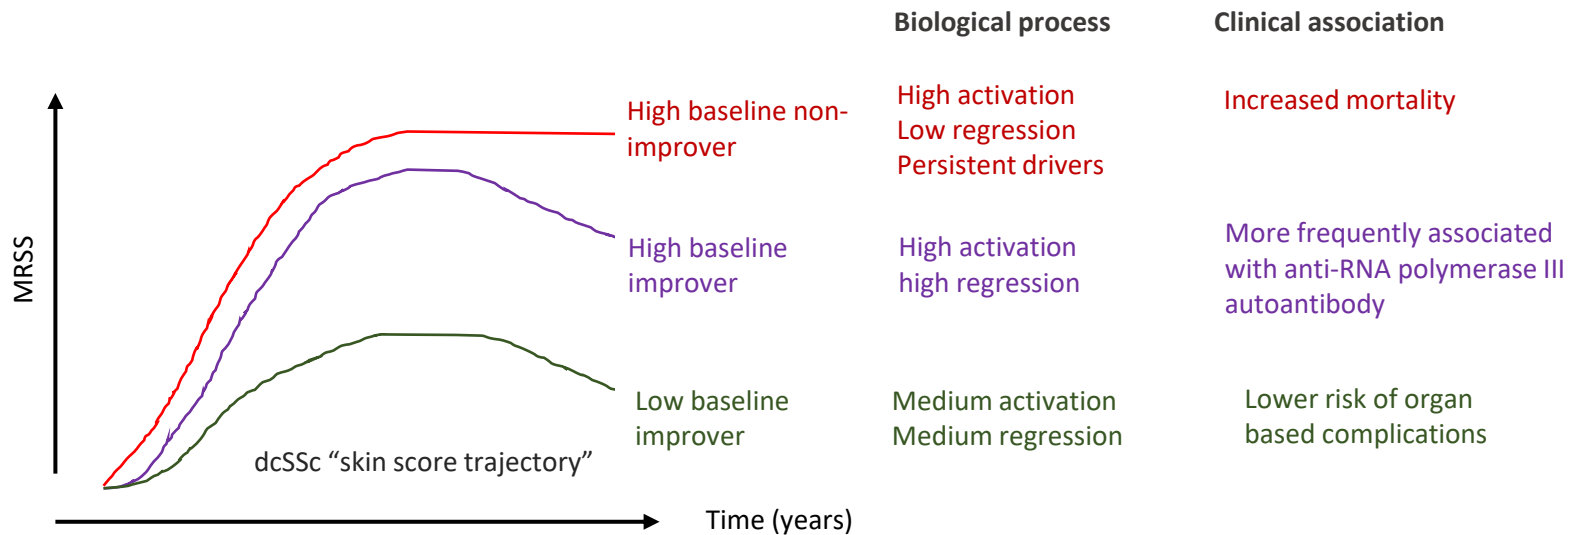 Biological process
Clinical association
High baseline non-
improver
High activation
Low regression
Persistent drivers
Increased mortality
High baseline
improver
High activation
high regression
More frequently associated
with anti-RNA polymerase III
autoantibody
Low baseline
improver
Medium activation
Medium regression
Lower risk of organ
based complications
MRSS
dcSSc “skin score trajectory”
Time (years)